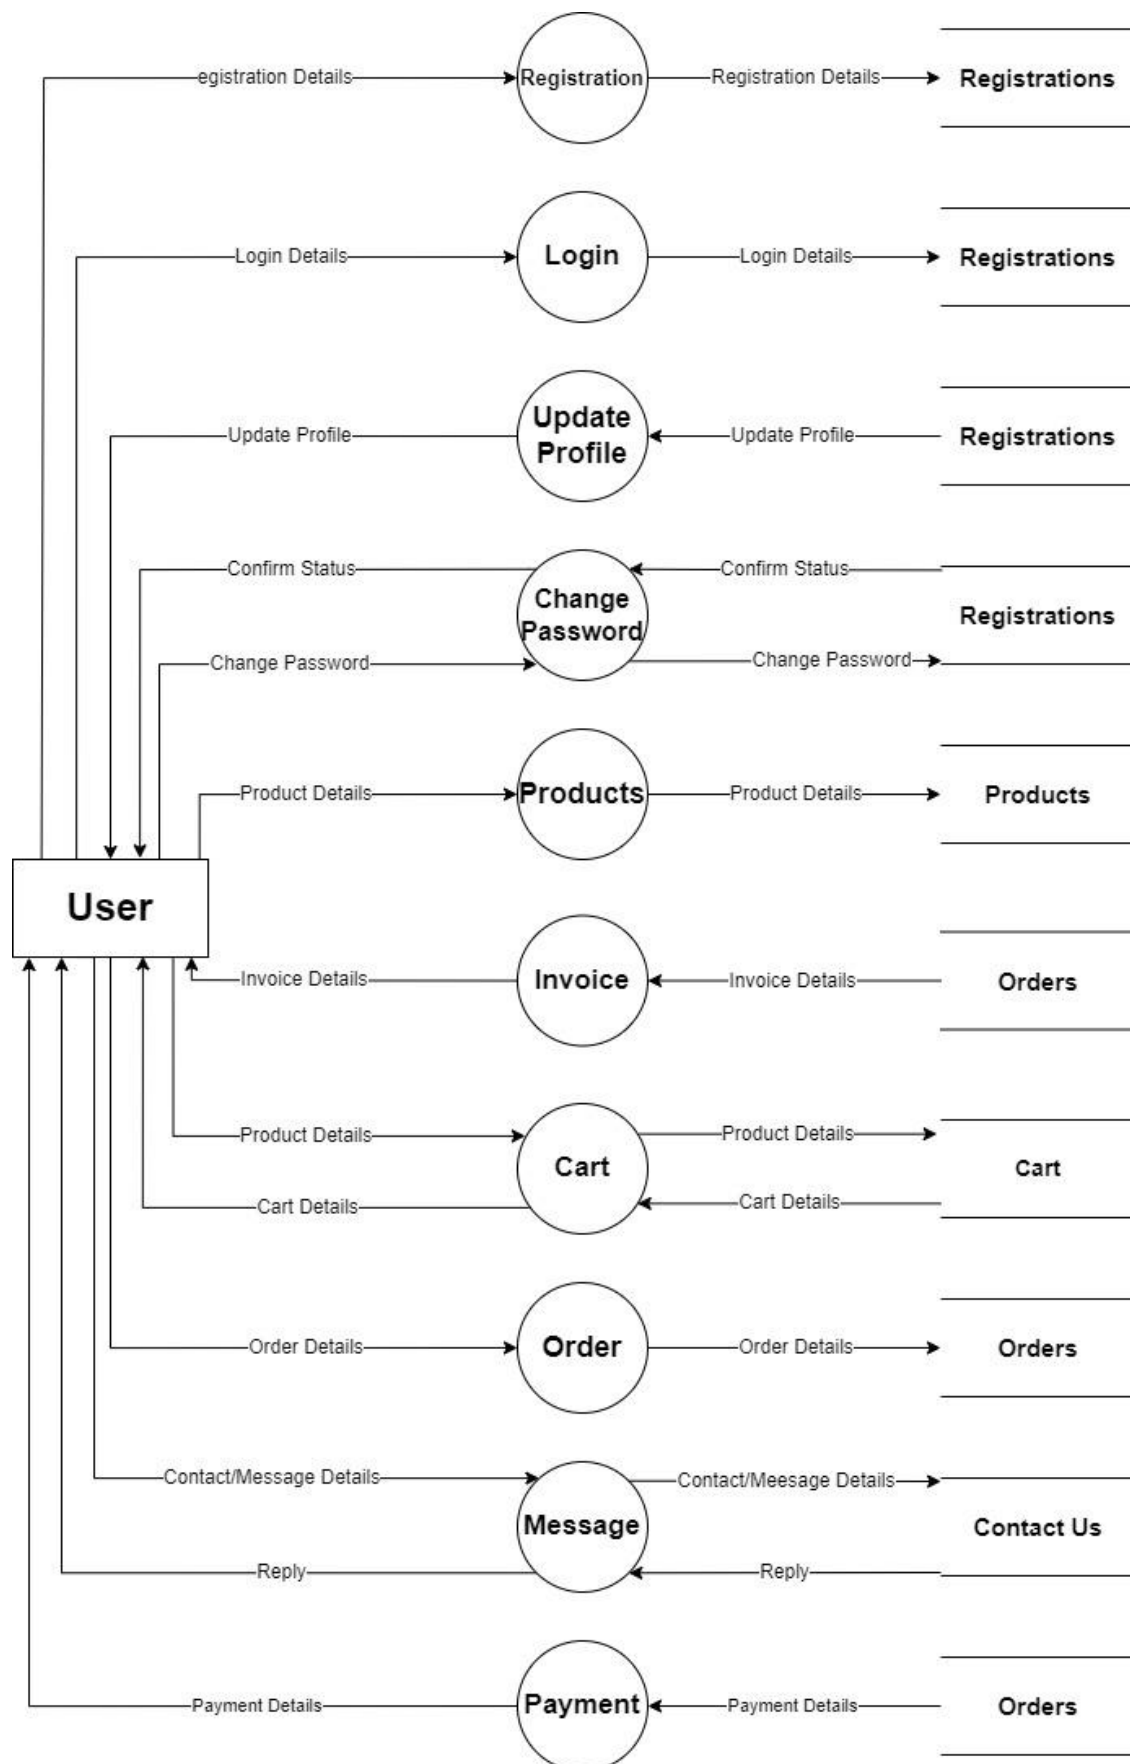 egistration Details
Registration
Registration Details
Registrations
Login Details
Login
Login Details
Registrations
Update Profile
Update
Profile
Update Profile
Registrations
Confirm Status
Confirm Status
Change
Password
Registrations
Change Password
Change Password
Product Details
Products
Product Details
Products
User
Invoice Details
Invoice
Invoice Details
Orders
Product Details
Product Details
Cart
Cart
Cart Details
Cart Details
Order Details
Order
Order Details
Orders
Contact/Message Details
Contact/Meesage Details
Message
Contact Us
Reply
Reply
Payment Details
Payment
Payment Details
Orders